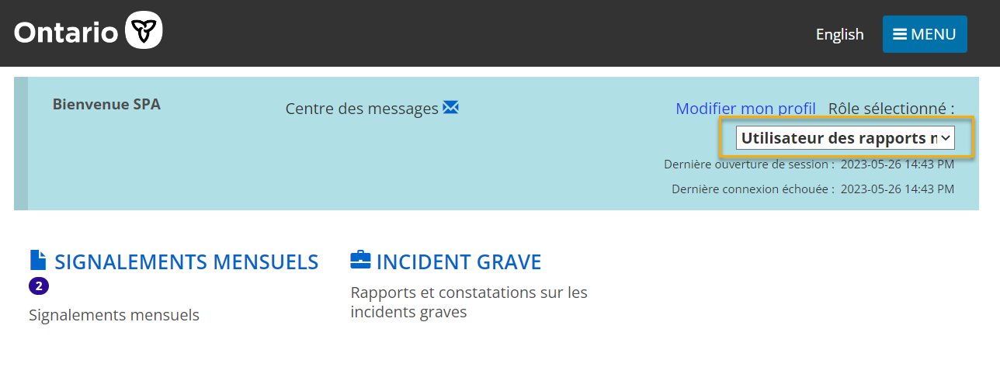 Ontario
English
MENU
Bienvenue SPA
Centre des messages
Modifier mon profil Rôle sélectionné :
Utilisateur des rapports
Dernière ouverture de session : 2023-05-26 14:43 PM
Dernière connexion échouée : 2023-05-26 14:43 PM
SIGNALEMENTS MENSUELS
2
Signalements mensuels
INCIDENT GRAVE
Rapports et constatations sur les
incidents graves